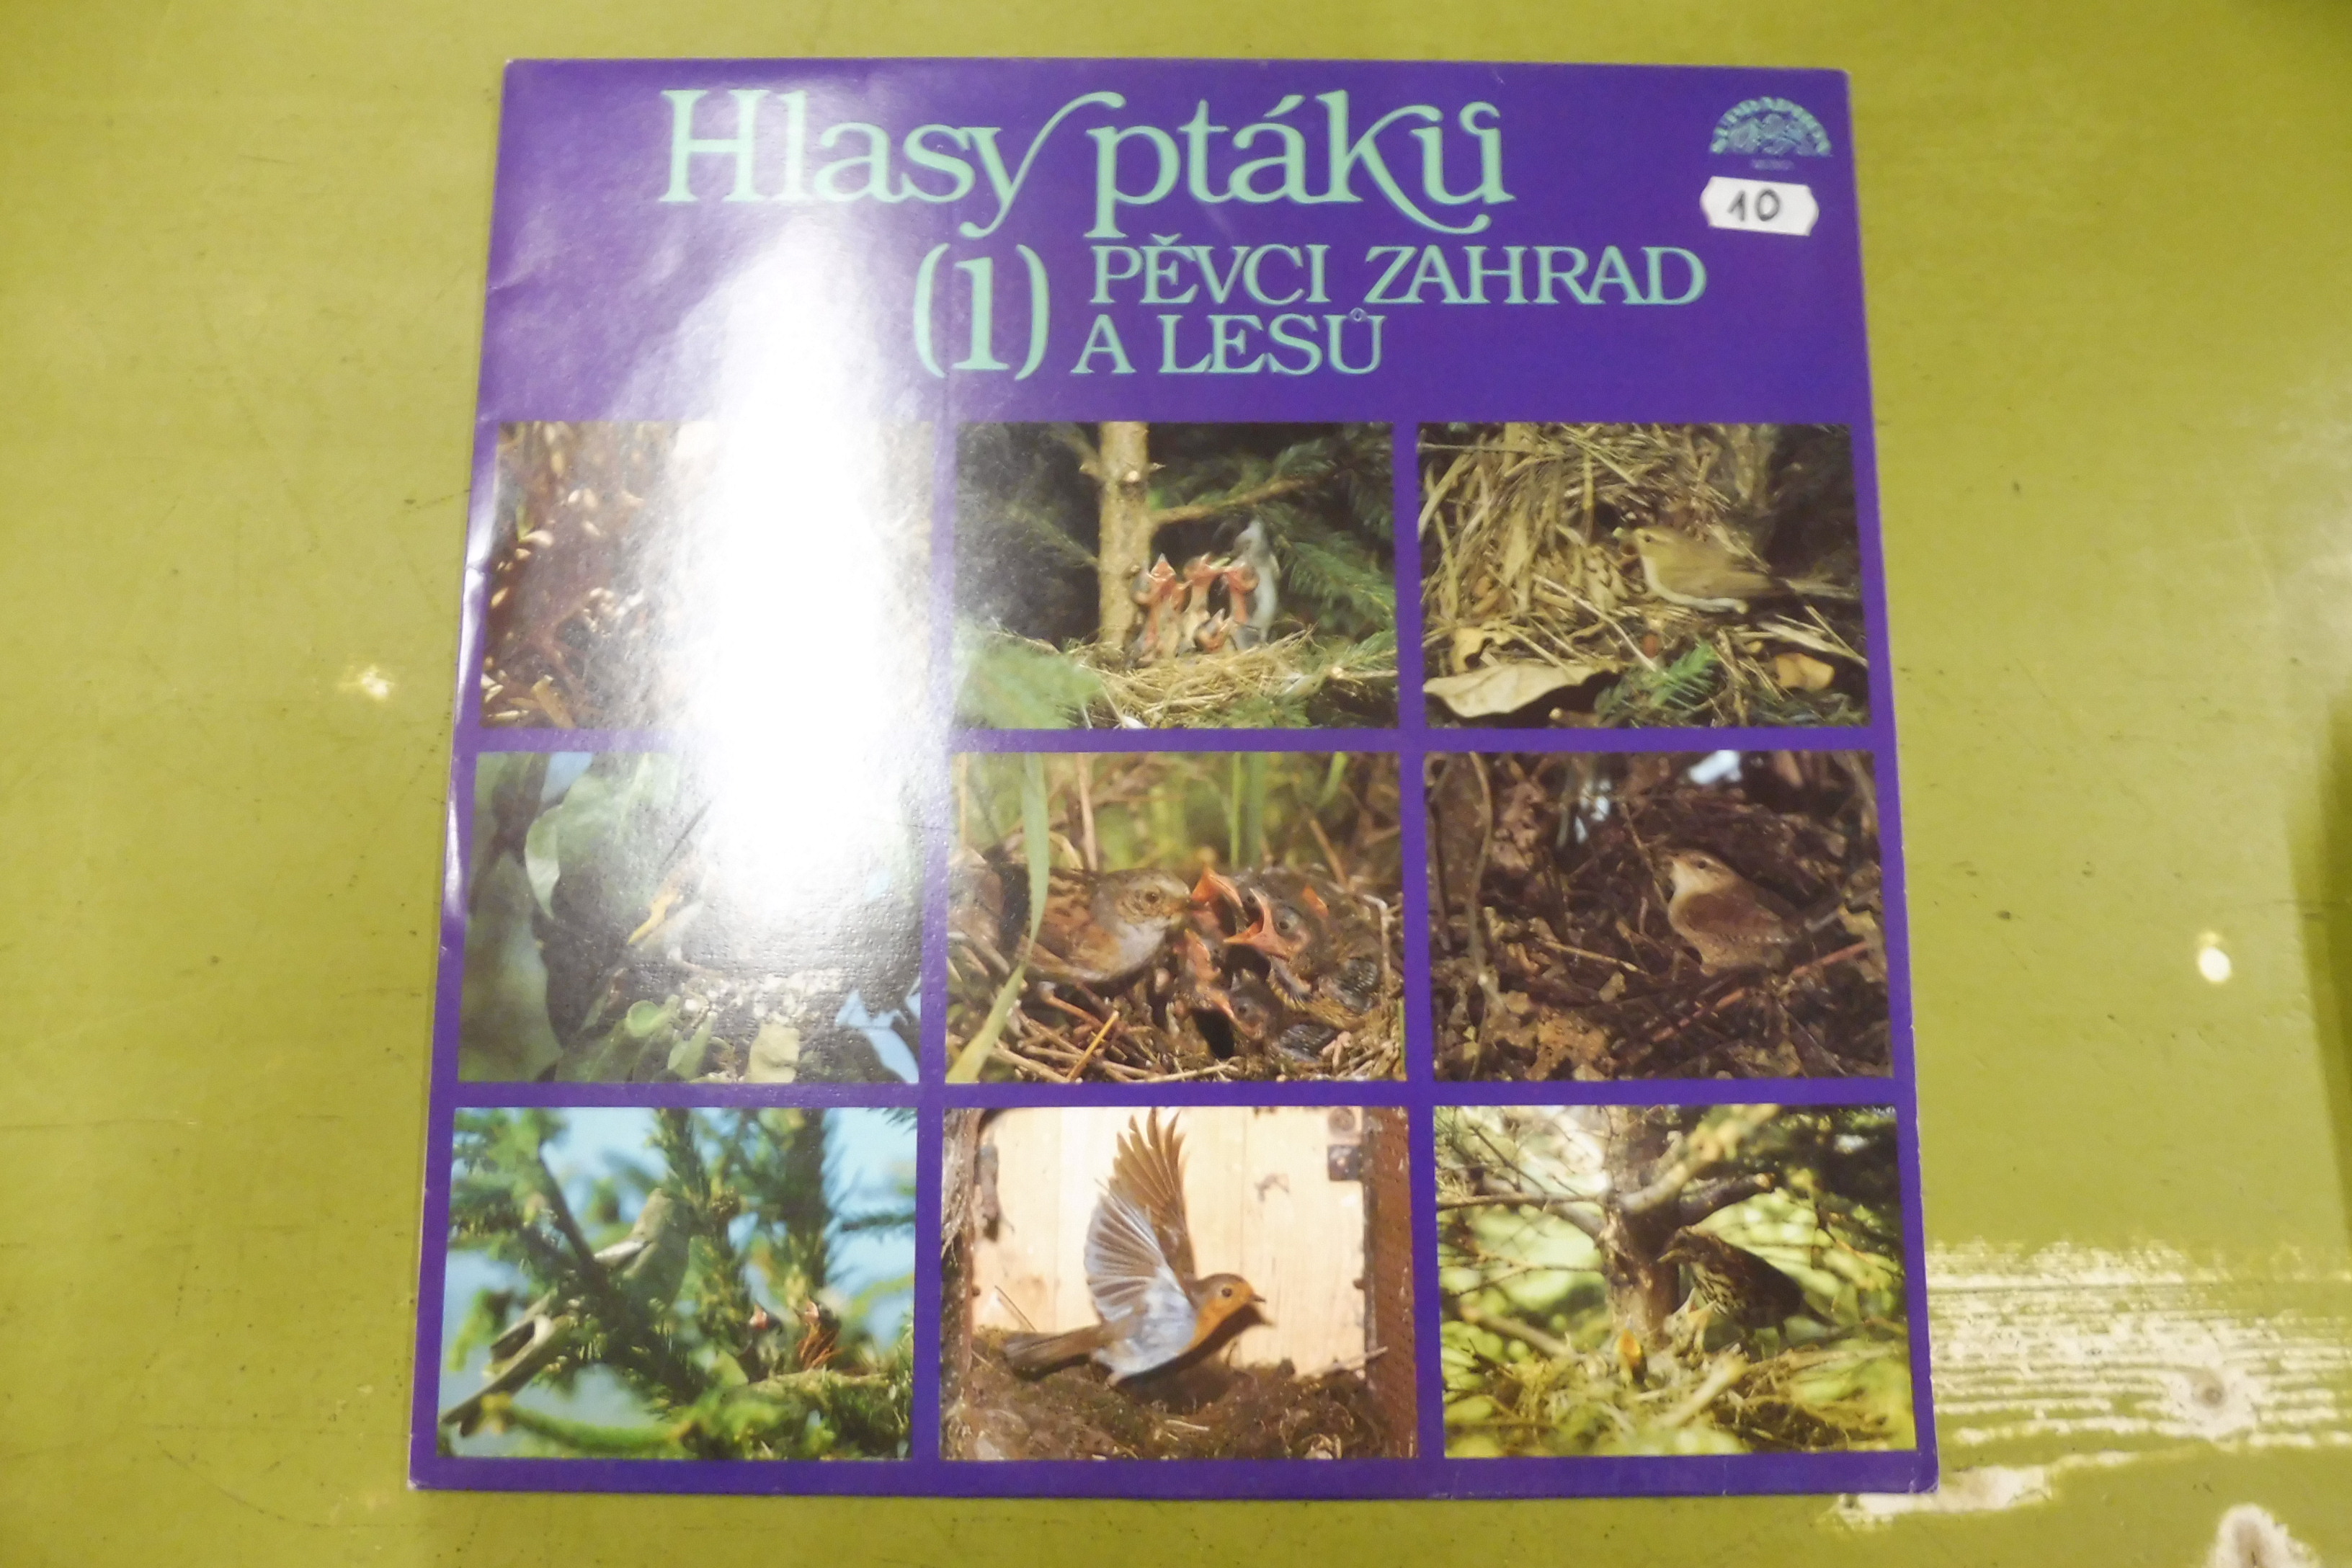 Hlasy ptáků
10
(1) PĚVCI ZAHRAD
A LESŮ